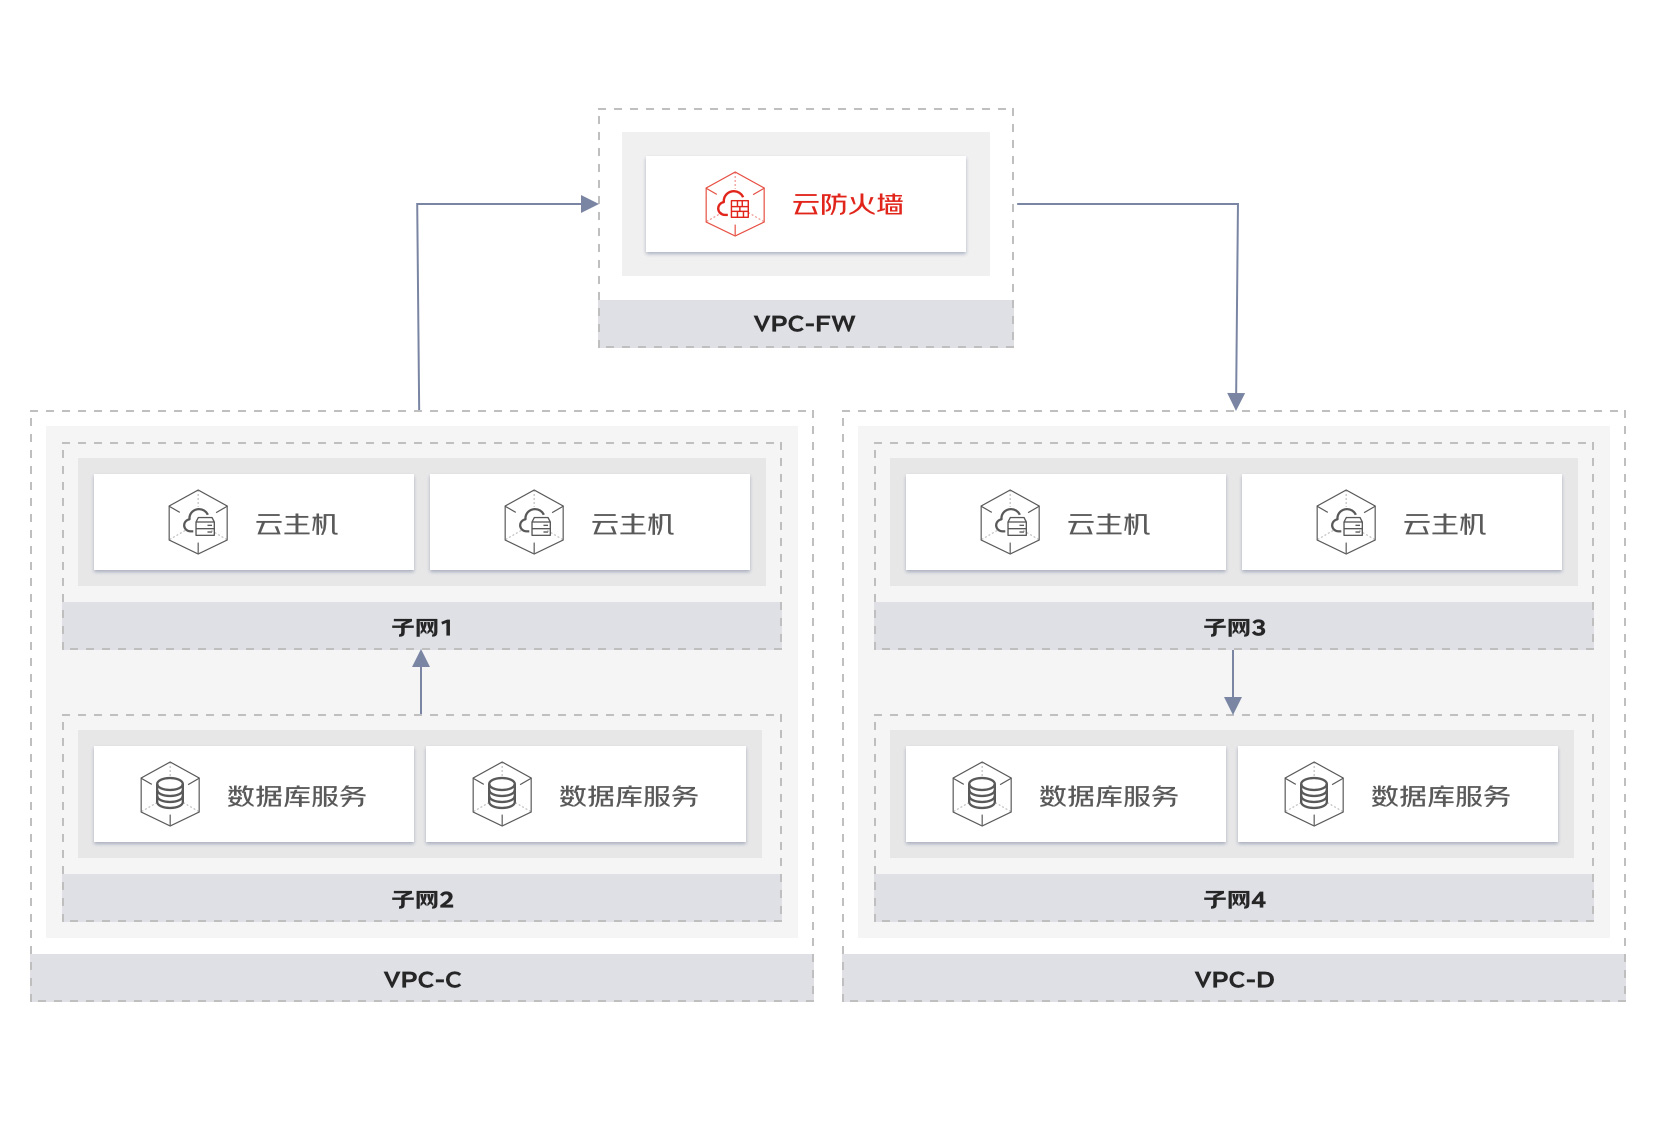 云防火墙
VPC-FW
云主机
云主机
子网1
数据库服务
数据库服务
子网2
VPC-C
云主机
云主机
子网3
数据库服务
数据库服务
子网4
VPC-D